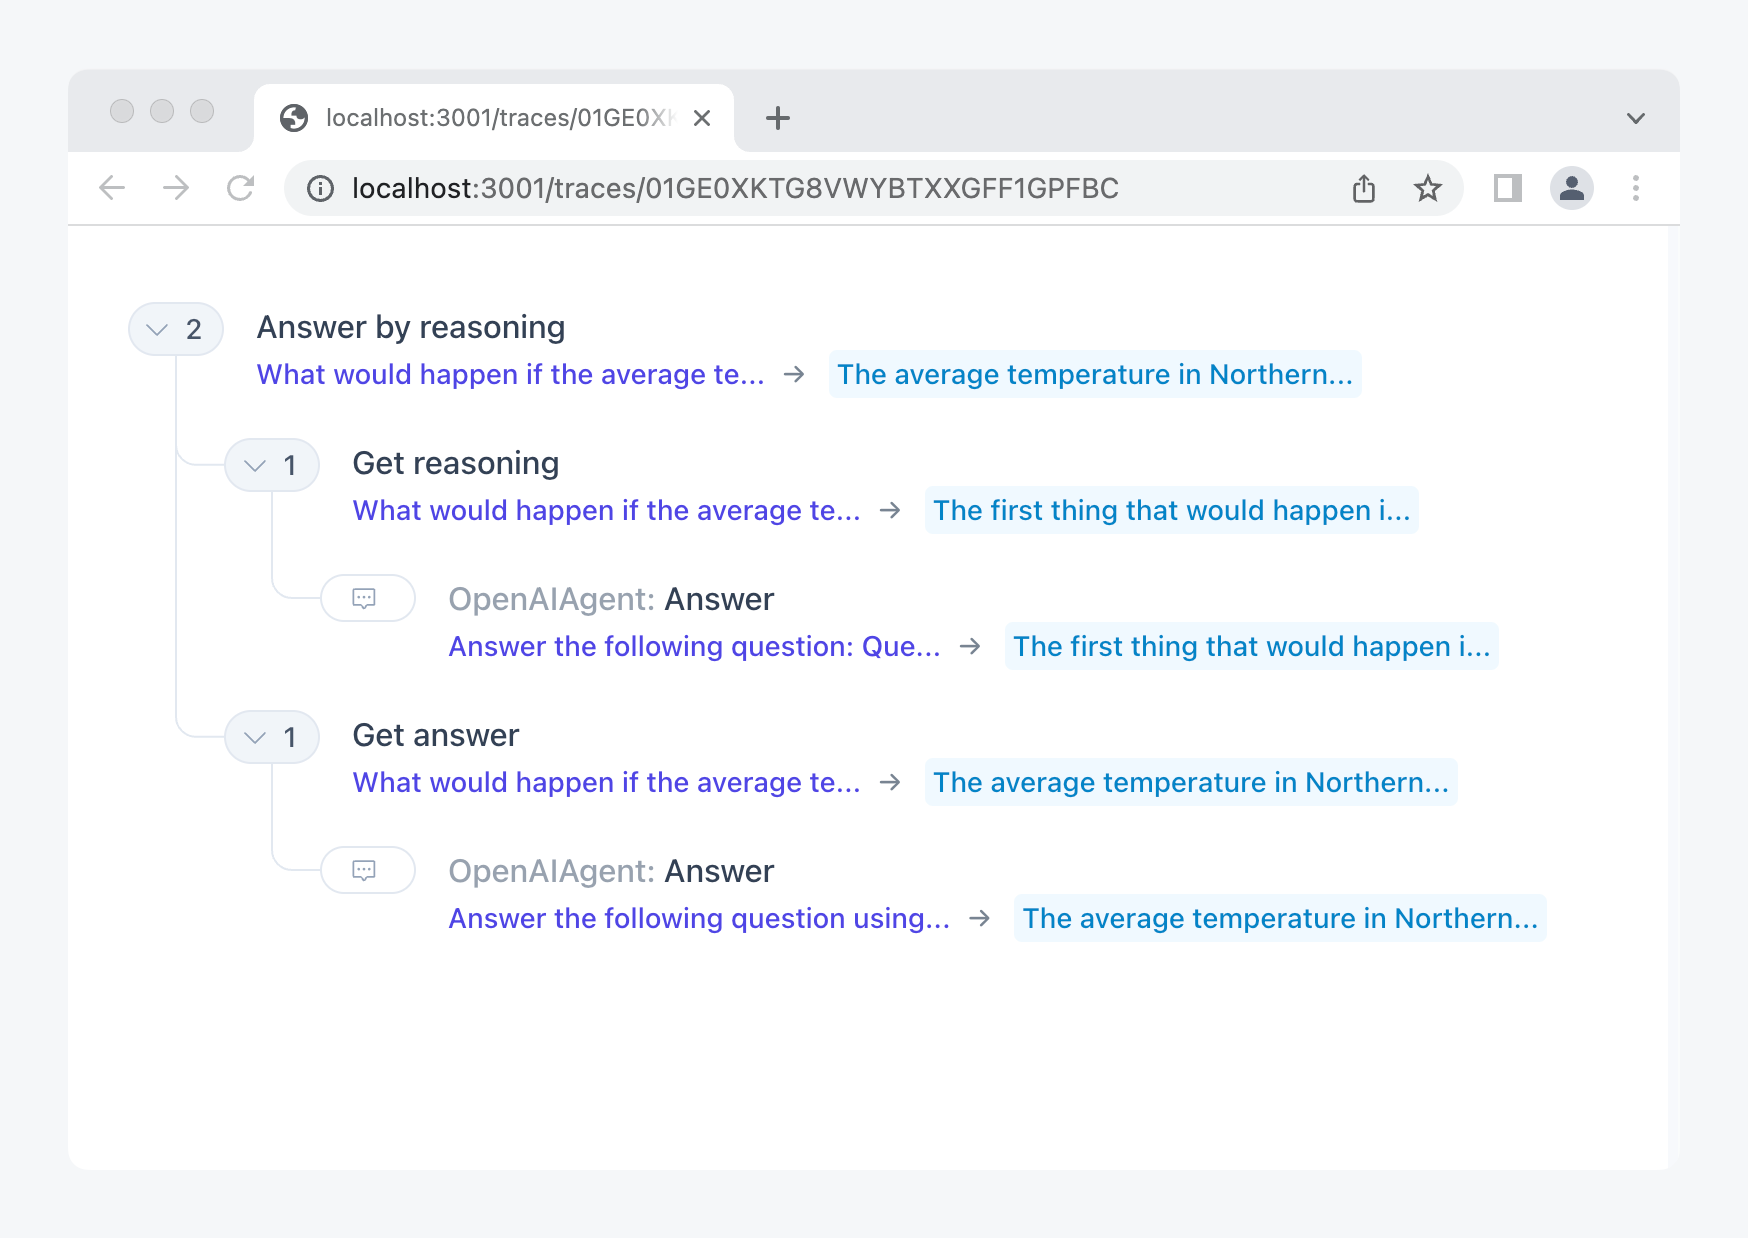 localhost:3001/traces/01GE0XK
localhost:3001/traces/01GE0XKTG8VWYBTXXGFF1GPFBC
2 Answer by reasoning
What would happen if the average te... → The average temperature in Northern...
1 Get reasoning
What would happen if the average te... → The first thing that would happen i...
OpenAIAgent: Answer
Answer the following question: Que... → The first thing that would happen i...
1 Get answer
What would happen if the average te... → The average temperature in Northern...
OpenAIAgent: Answer
Answer the following question using... → The average temperature in Northern...